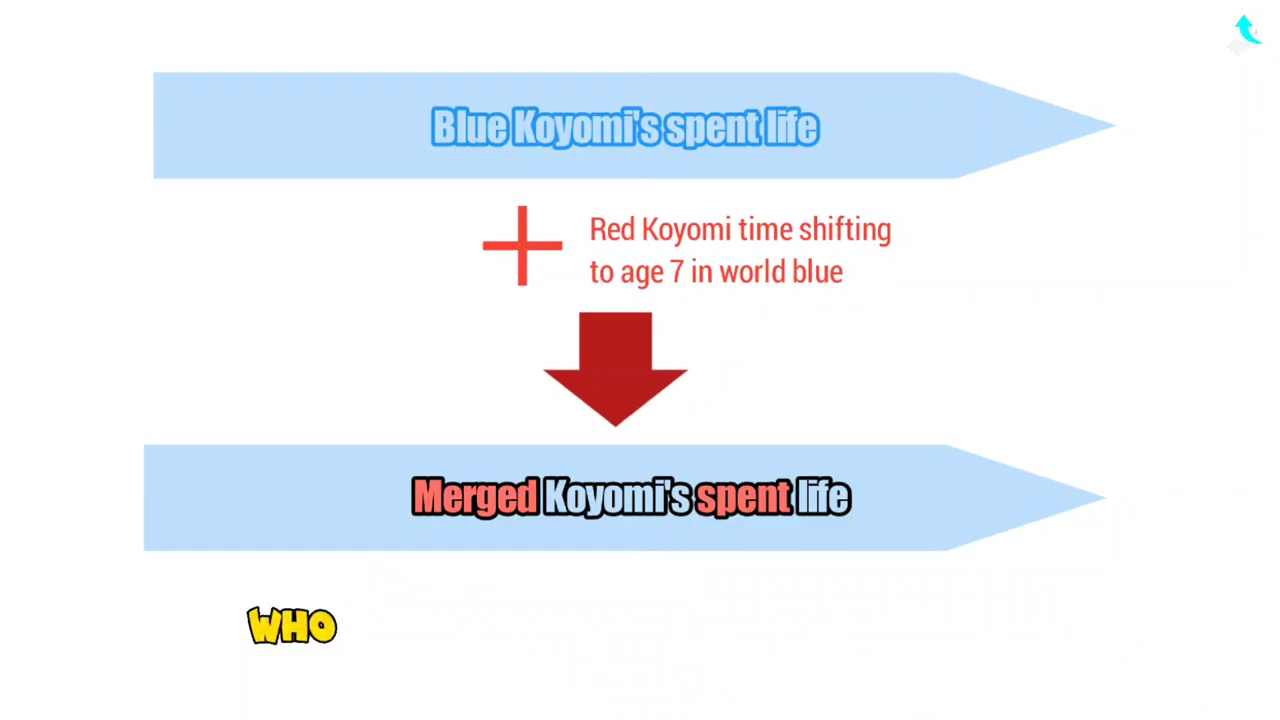 Blue Koyomi's spent life
Red Koyomi time shifting
to age 7 in world blue
Merged Koyomi's spent life
WHO